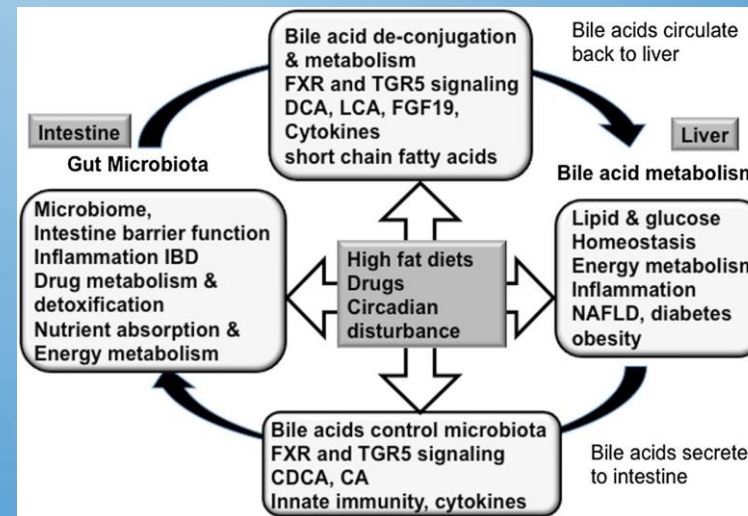 Bile acid de-conjugation
& metabolism
FXR and TGR5 signaling
DCA, LCA, FGF19,
Cytokines
short chain fatty acids
Bile acids circulate
back to liver
Intestine
Gut Microbiota
Liver
Bile acid metabolism
Microbiome,
Intestine barrier function
Inflammation IBD
Drug metabolism &
detoxification
Nutrient absorption &
Energy metabolism
High fat diets
Drugs
Circadian
disturbance
Lipid & glucose
Homeostasis
Energy metabolism
Inflammation
NAFLD, diabetes
obesity
Bile acids control microbiota
FXR and TGR5 signaling
CDCA, CA
Innate immunity, cytokines
Bile acids secrete
to intestine